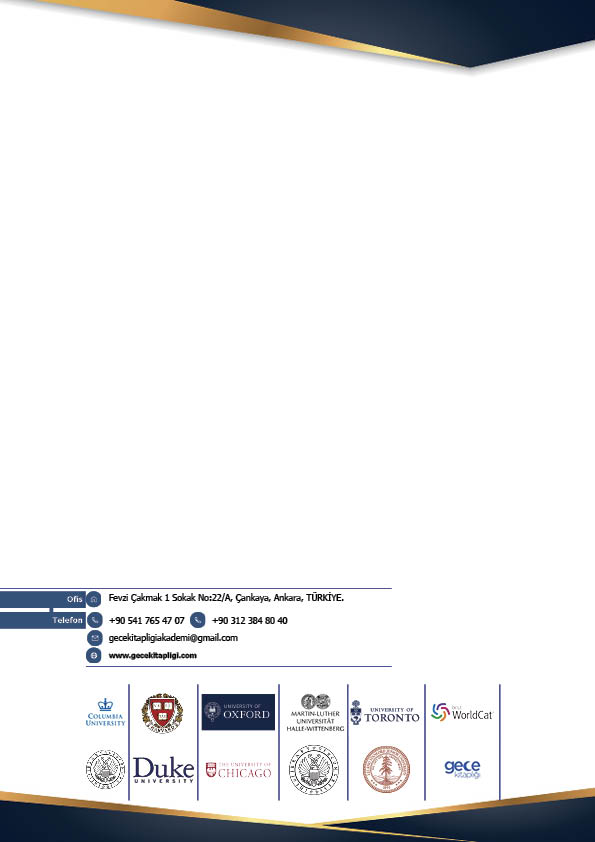 Ofis
Fevzi Çakmak 1 Sokak No:22/A, Çankaya, Ankara, TÜRKİYE.
Telefon
+90 541 765 47 07
+90 312 384 80 40
gecekitapligiakademi@gmail.com
www.gecekitapligi.com
COLUMBIA
UNIVERSITY
HARVARD
UNIVERSITY OF
OXFORD
MARTIN-LUTHER
UNIVERSITÄT
HALLE-WITTENBERG
UNIVERSITY OF
TORONTO
WorldCat
Duke
UNIVERSITY
THE UNIVERSITY OF
CHICAGO
gece
kitaplığı